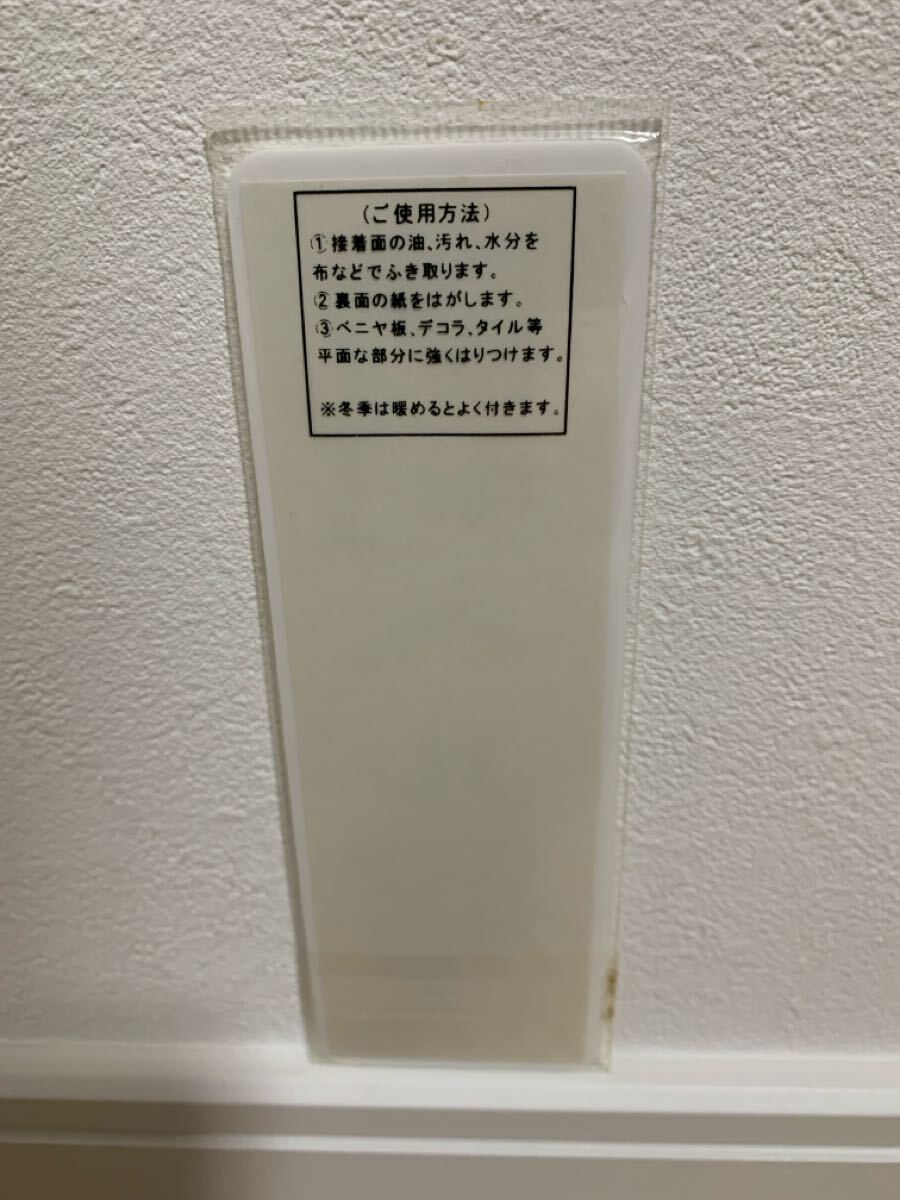 (ご使用方法)
①接着面の油、汚れ、水分を
布などでふき取ります。
②裏面の紙をはがします。
③ベニヤ板、デコラ、タイル等
平面な部分に強くはりつけます。
※冬季は暖めるとよく付きます。